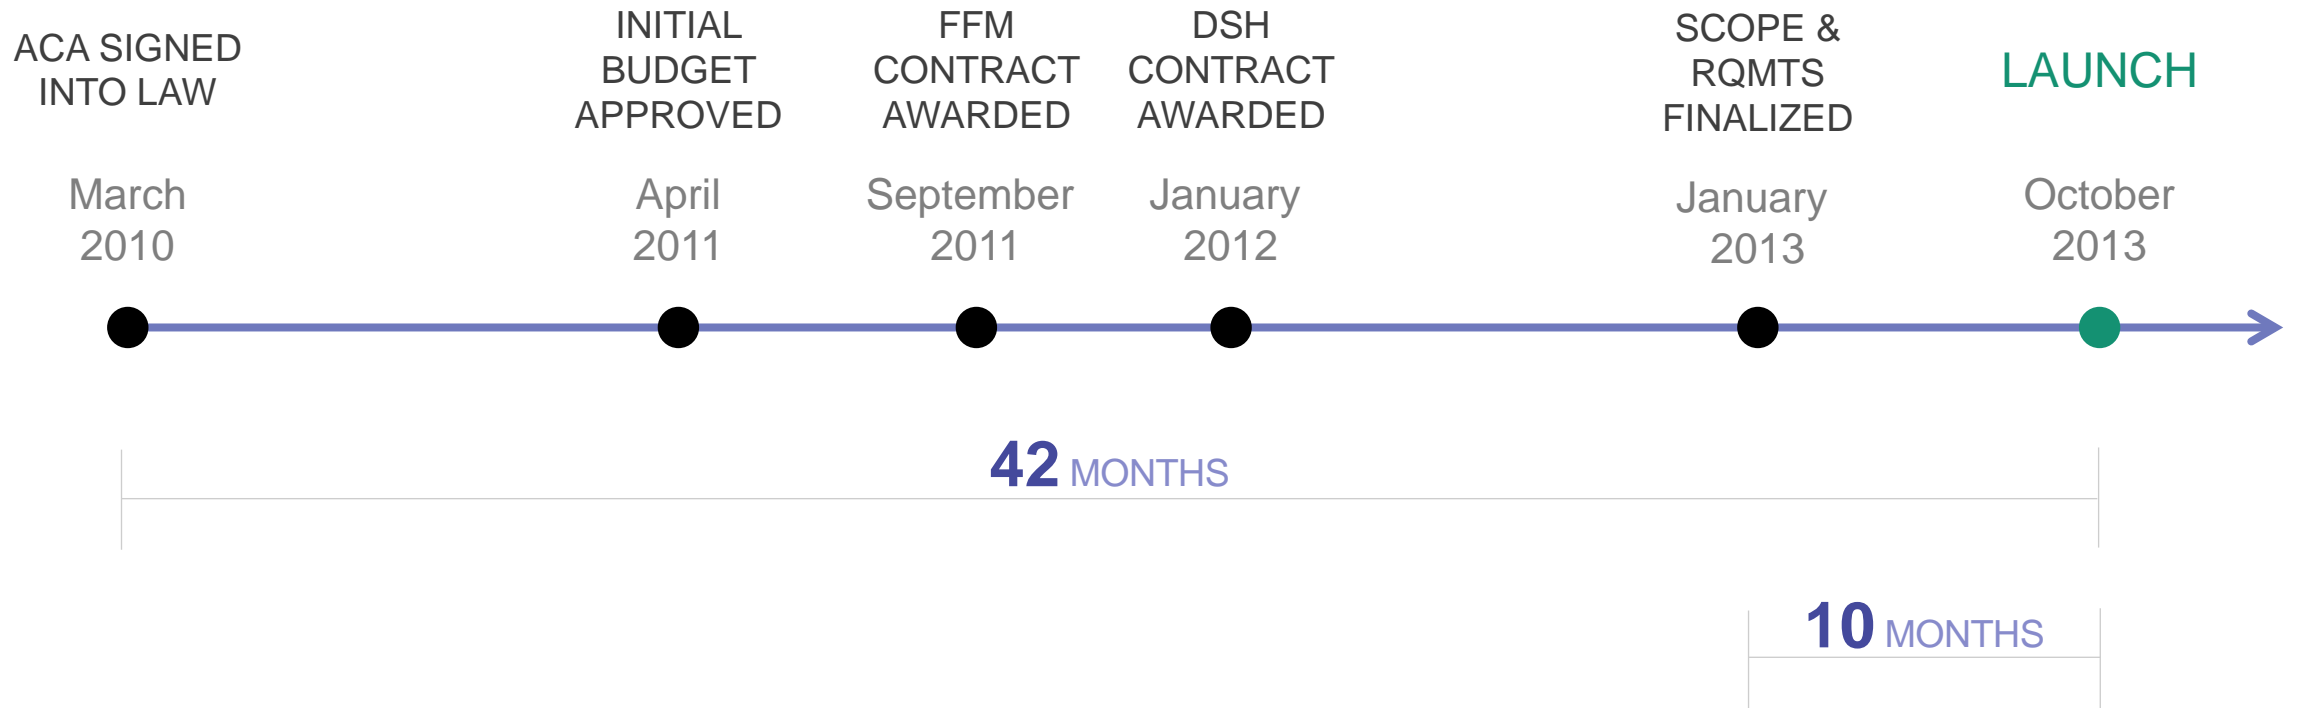 ACA SIGNED
INTO LAW
March
2010
INITIAL
BUDGET
APPROVED
April
2011
FFM
CONTRACT
AWARDED
September
2011
DSH
CONTRACT
AWARDED
January
2012
SCOPE &
RQMTS
FINALIZED
January
2013
LAUNCH
October
2013
42 MONTHS
10 MONTHS